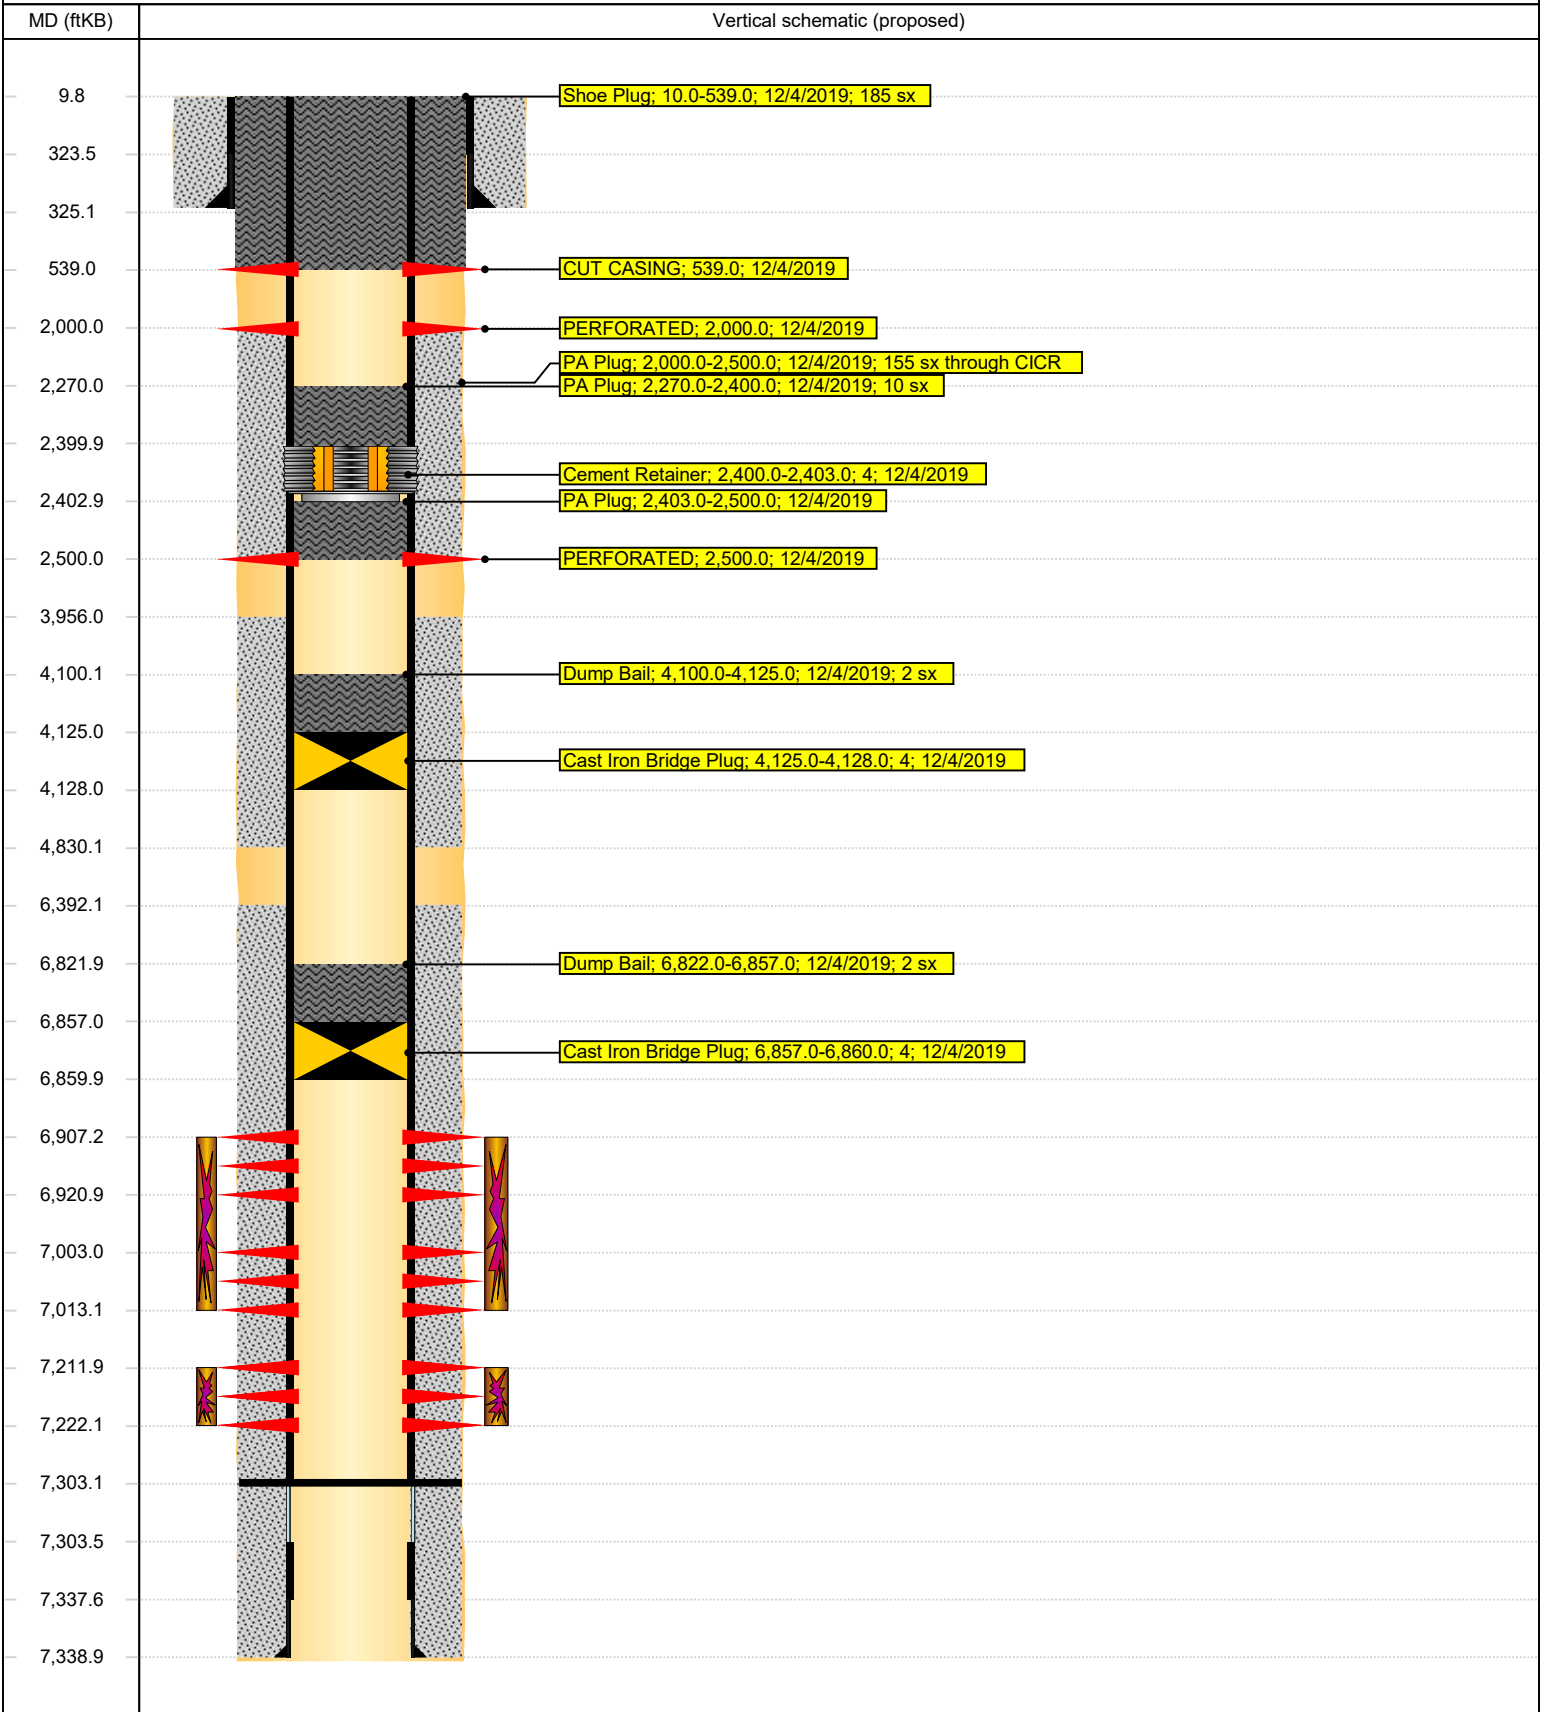 MD (ftKB) Vertical schematic (proposed)
9.8 Shoe Plug; 10.0-539.0; 12/4/2019; 185 sx
323.5
325.1
539.0 CUT CASING; 539.0; 12/4/2019
2,000.0 PERFORATED; 2,000.0; 12/4/2019
PA Plug; 2,000.0-2,500.0; 12/4/2019; 155 sx through CICR
2,270.0 PA Plug; 2,270.0-2,400.0; 12/4/2019; 10 sx
2,399.9
Cement Retainer; 2,400.0-2,403.0; 4; 12/4/2019
2,402.9 PA Plug; 2,403.0-2,500.0; 12/4/2019
2,500.0 PERFORATED; 2,500.0; 12/4/2019
3,956.0
4,100.1 Dump Bail; 4,100.0-4,125.0; 12/4/2019; 2 sx
4,125.0
Cast Iron Bridge Plug; 4,125.0-4,128.0; 4; 12/4/2019
4,128.0
4,830.1
6,392.1
6,821.9 Dump Bail; 6,822.0-6,857.0; 12/4/2019; 2 sx
6,857.0
Cast Iron Bridge Plug; 6,857.0-6,860.0; 4; 12/4/2019
6,859.9
6,907.2
6,920.9
7,003.0
7,013.1
7,211.9
7,222.1
7,303.1
7,303.5
7,337.6
7,338.9